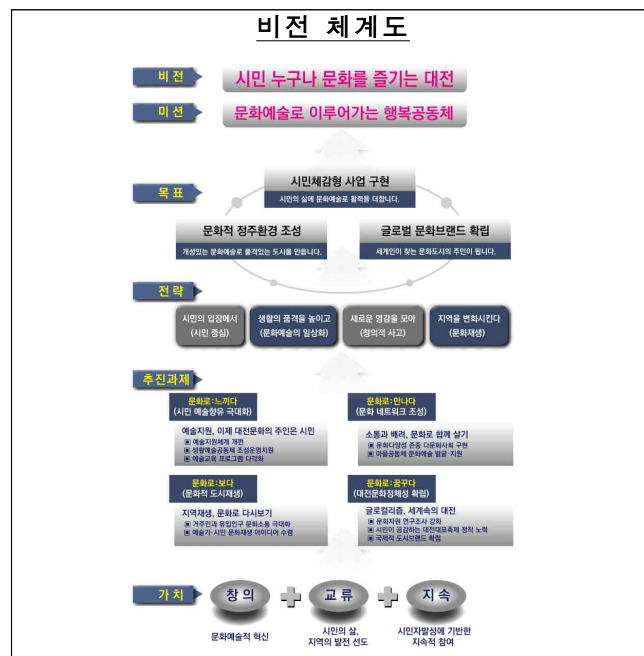 비전 체계도
비 전
시민 누구나 문화를 즐기는 대전
미 션
문화예술로 이루어가는 행복공동체
목 표
시민체감형 사업 구현
시민의 삶에 문화예술로 활력을 더합니다.
문화적 정주환경 조성
개성있는 문화예술로 품격있는 도시를 만듭니다.
글로벌 문화브랜드 확립
세계인이 찾는 문화도시의 주인이 됩니다.
전 략
시민의 입장에서
(시민 중심)
생활의 품격을 높이고
(문화예술의 일상화)
새로운 영감을 모아
(창의적 사고)
지역을 변화시킨다
(문화재생)
추진과제
문화로:느끼다
(시민 예술향유 극대화)
예술지원, 이제 대전문화의 주인은 시민
▣ 예술지원체계 개편
▣ 생활예술공동체 조성운영지원
▣ 예술교육 프로그램 다각화
문화로:만나다
(문화 네트워크 조성)
소통과 배려, 문화로 함께 살기
▣ 문화다양성 존중 다문화사회 구현
▣ 마을공동체 문화예술 발굴·지원
문화로:보다
(문화적 도시재생)
지역재생, 문화로 다시보기
▣ 거주민과 유입인구 문화소통 극대화
▣ 예술가·시민 문화재생 아이디어 수렴
문화로:꿈꾸다
(대전문화정체성 확립)
글로컬리즘, 세계속의 대전
▣ 문화자원 연구조사 강화
▣ 시민이 공감하는 대전대표축제 정착 노력
▣ 국제적 도시브랜드 확립
가 치
창 의
문화예술적 혁신
교 류
시민의 삶,
지역의 발전 선도
지 속
시민자발성에 기반한
지속적 참여